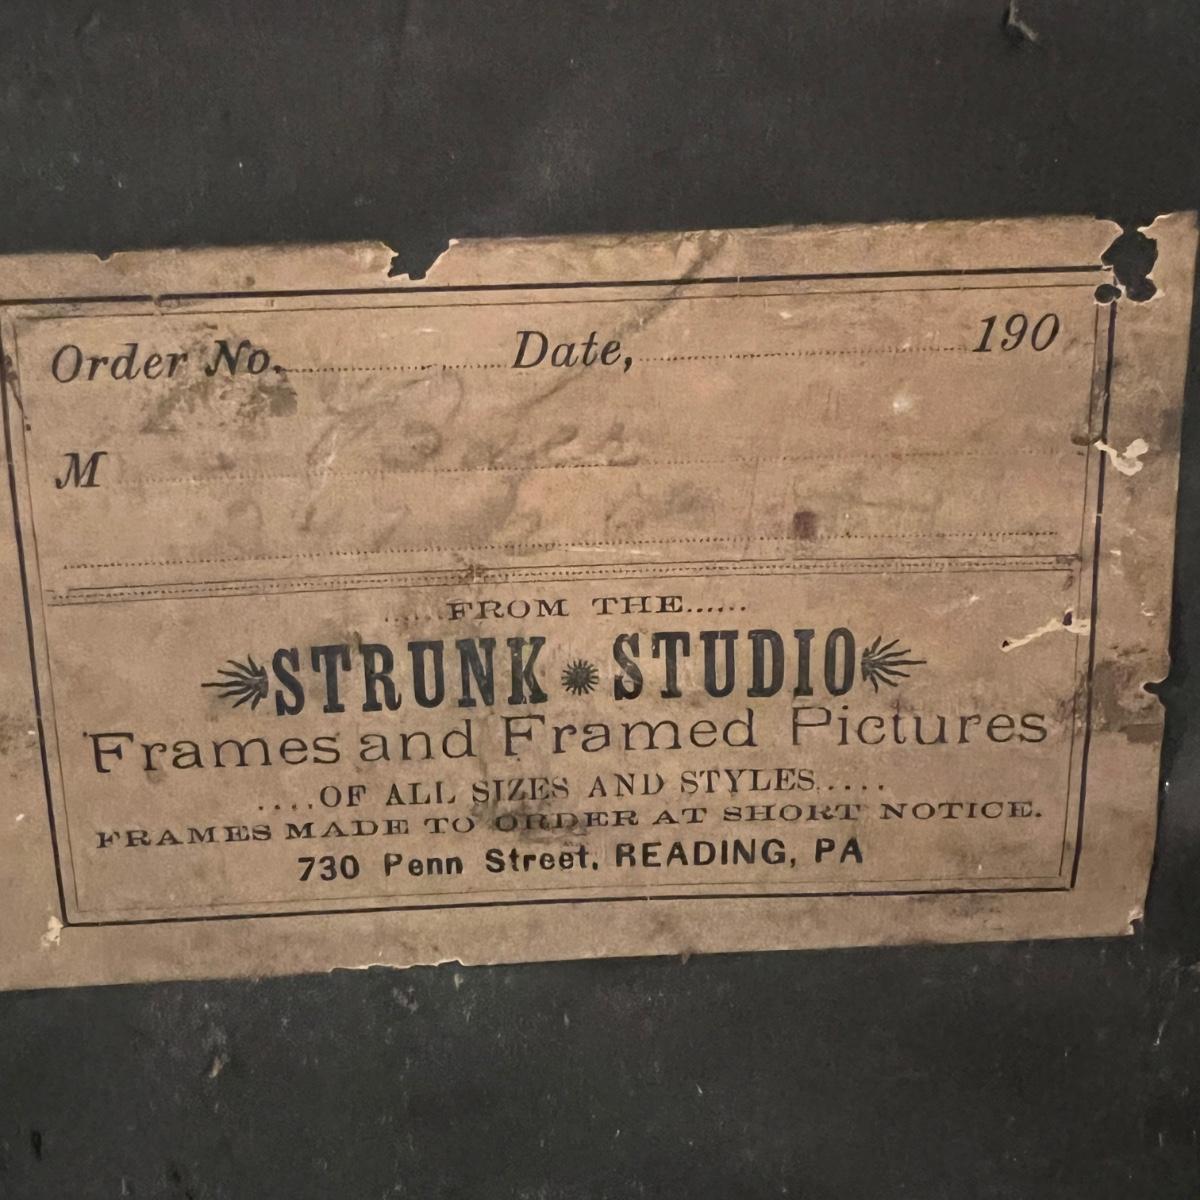 Order No. Date, 190
M
FROM THE
STRUNK STUDIO
Frames and Framed Pictures
OF ALL SIZES AND STYLES
FRAMES MADE TO ORDER AT SHORT NOTICE.
730 Penn Street, READING, PA